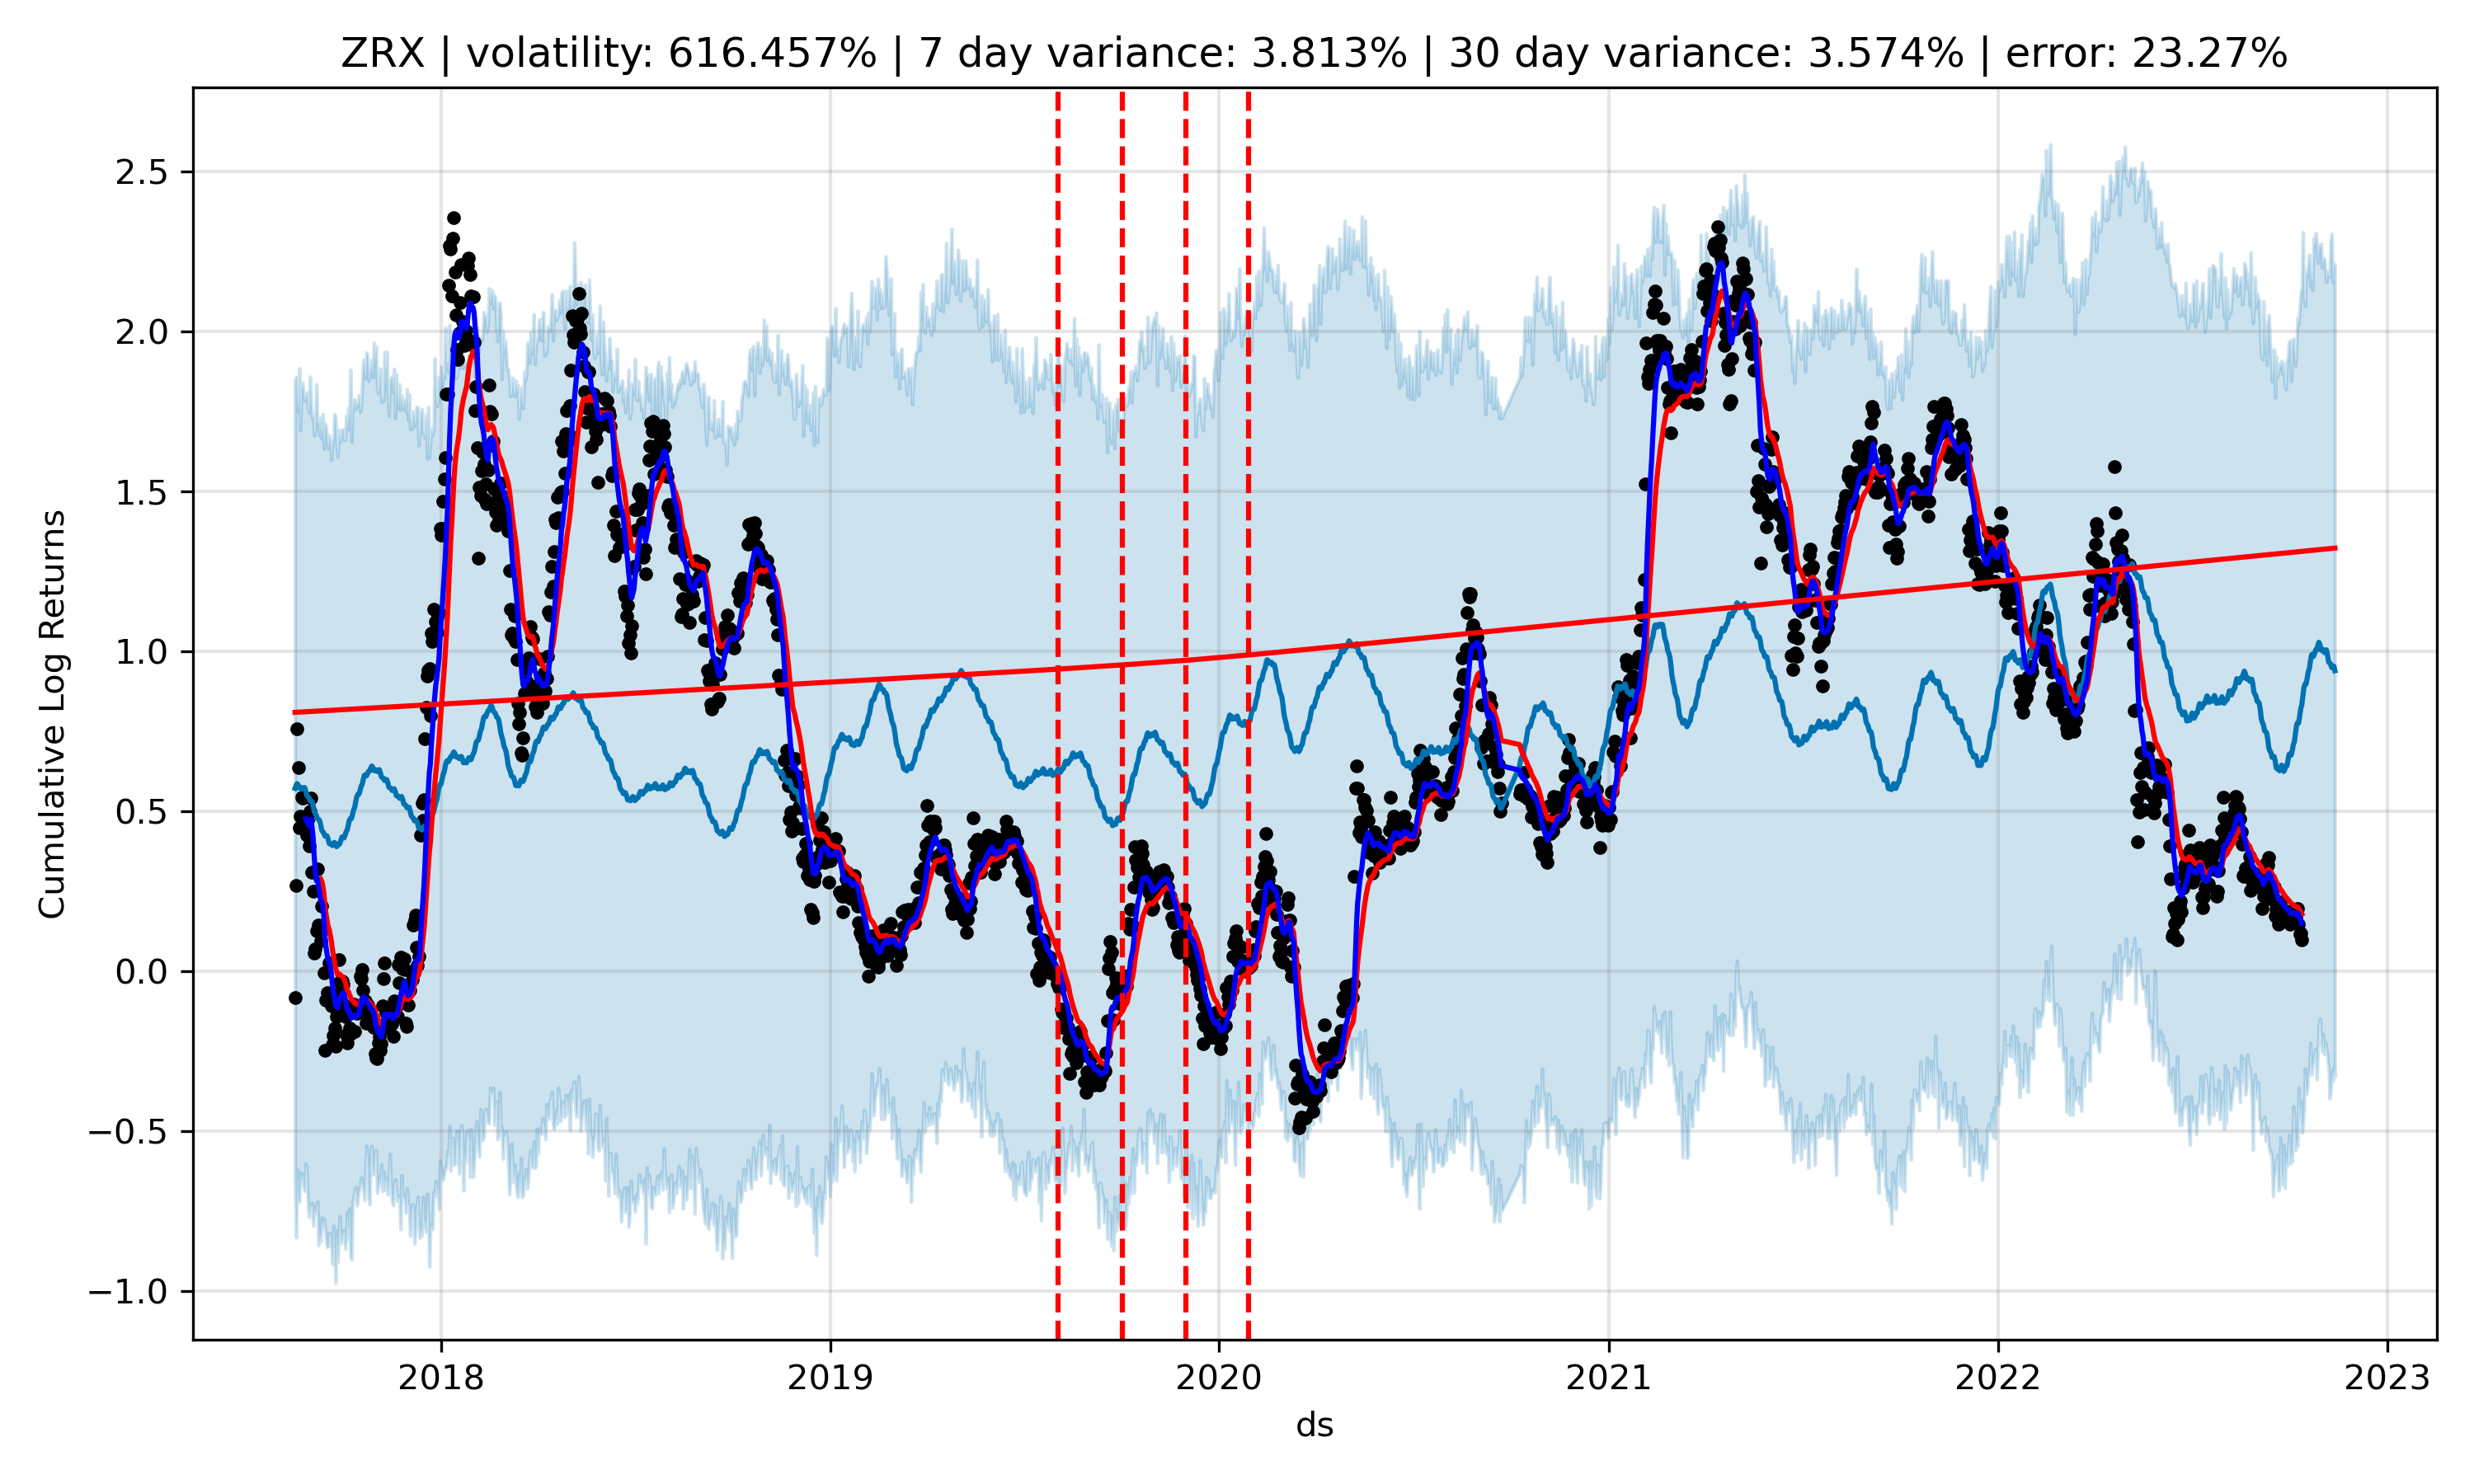 ZRX | volatility: 616.457% | 7 day variance: 3.813% | 30 day variance: 3.574% | error: 23.27%
Cumulative Log Returns
2.5
2.0
1.5
1.0
0.5
0.0
−0.5
−1.0
2018 2019 2020 2021 2022 2023
ds